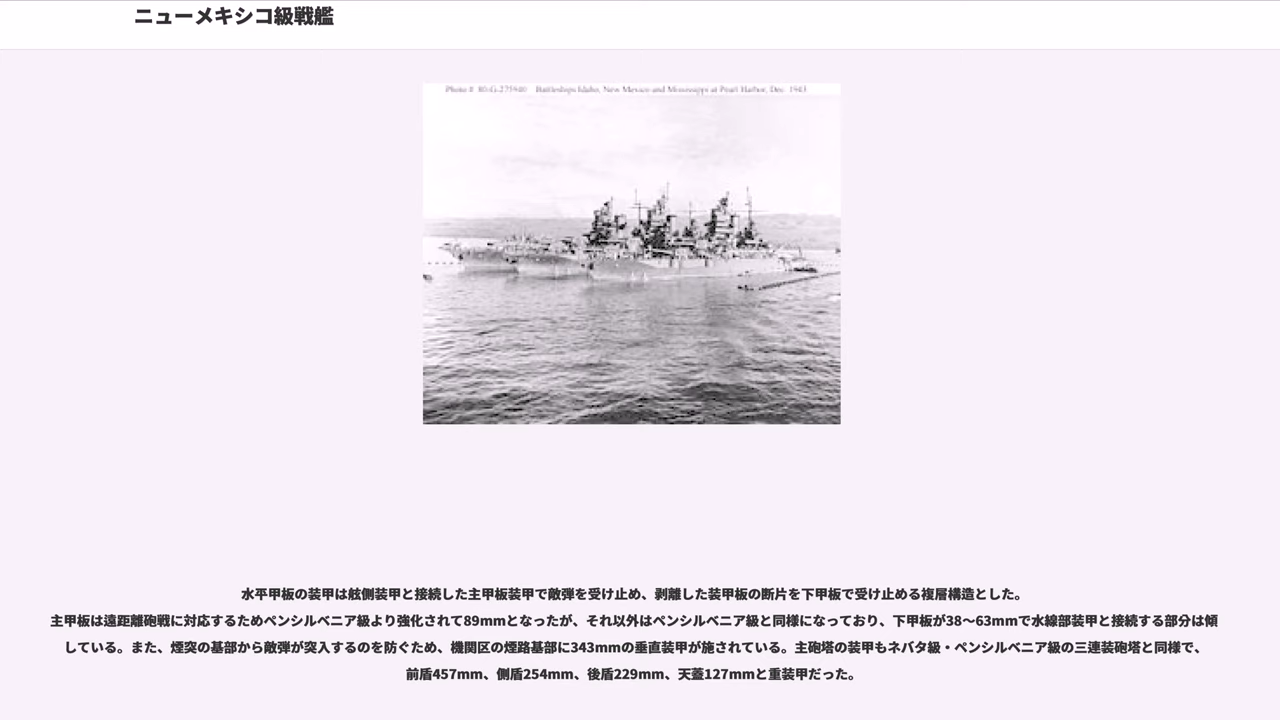 ニューメキシコ級戦艦
Photo # 80-G-275940 Battleships Idaho, New Mexico and Mississippi at Pearl Harbor, Dec. 1943
水平甲板の装甲は舷側装甲と接続した主甲板装甲で敵弾を受け止め、剥離した装甲板の断片を下甲板で受け止める複層構造とした。
主甲板は遠距離砲戦に対応するためペンシルベニア級より強化されて89mmとなったが、それ以外はペンシルベニア級と同様になっており、下甲板が38〜63mmで水線部装甲と接続する部分は傾
している。また、煙突の基部から敵弾が突入するのを防ぐため、機関区の煙路基部に343mmの垂直装甲が施されている。主砲塔の装甲もネバタ級・ペンシルベニア級の三連装砲塔と同様で、
前盾457mm、側盾254mm、後盾229mm、天蓋127mmと重装甲だった。